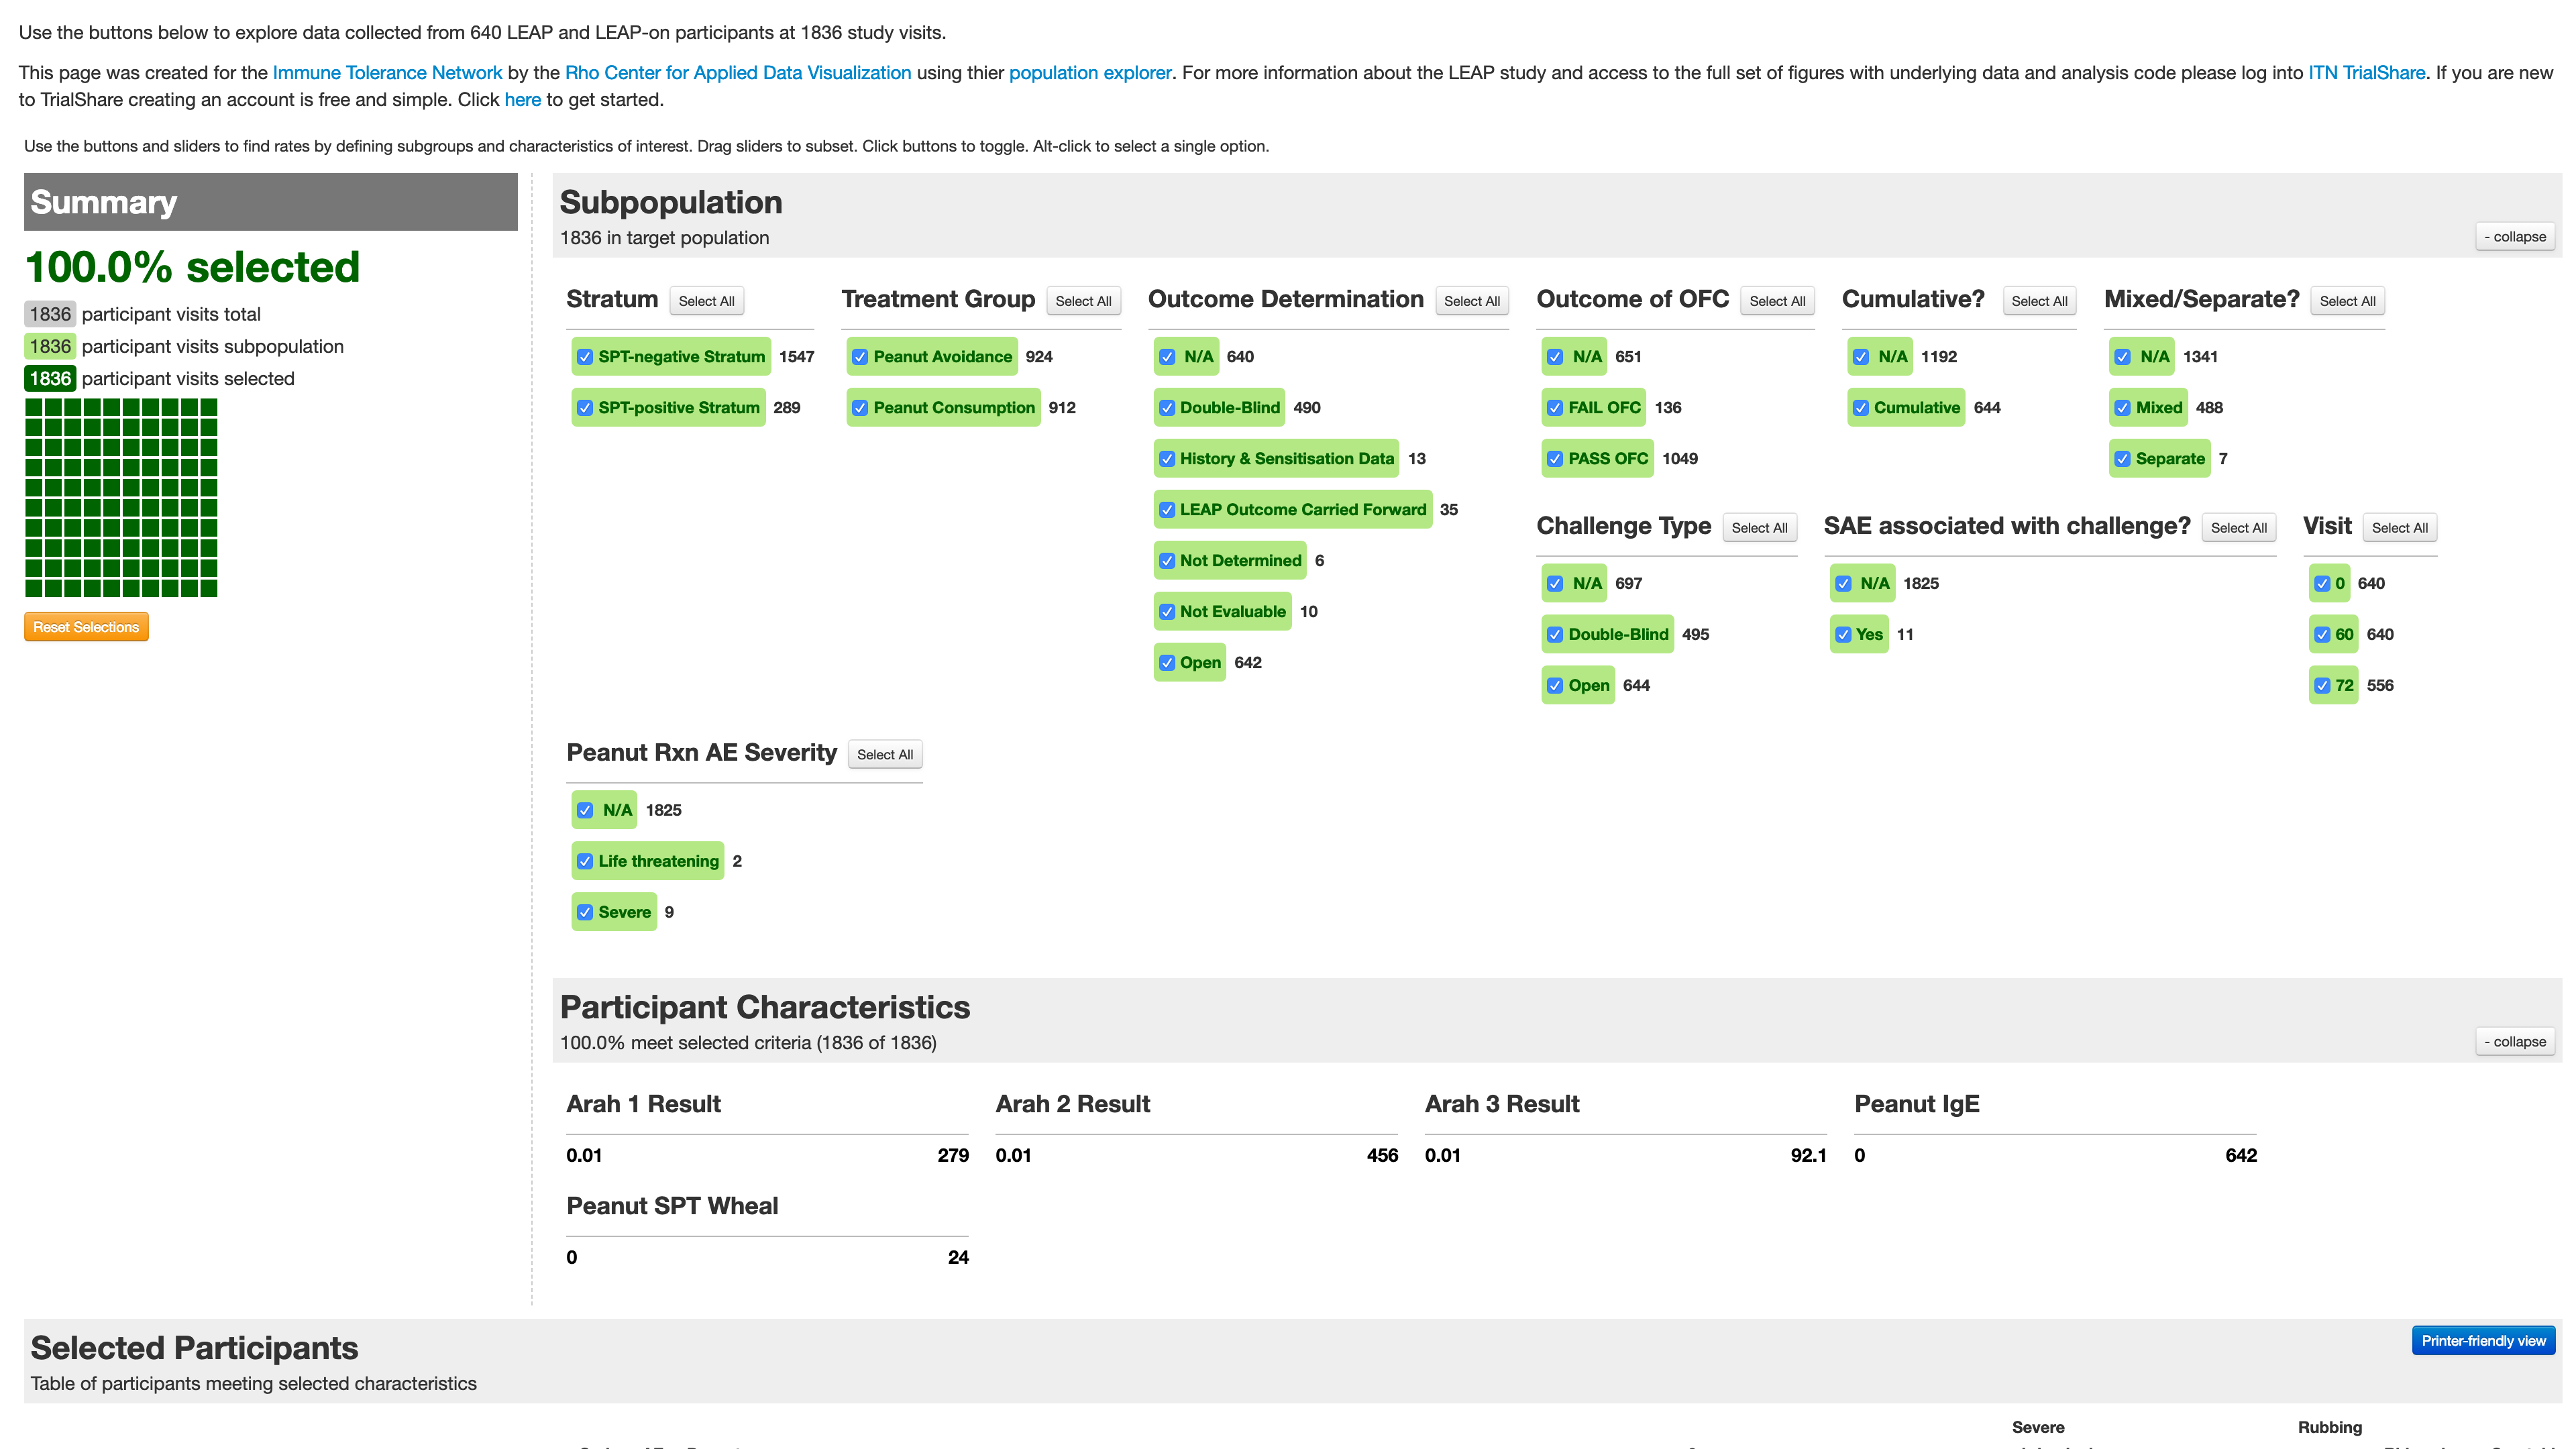 Use the buttons below to explore data collected from 640 LEAP and LEAP-on participants at 1836 study visits.
This page was created for the Immune Tolerance Network by the Rho Center for Applied Data Visualization using thier population explorer. For more information about the LEAP study and access to the full set of figures with underlying data and analysis code please log into ITN TrialShare. If you are new
to TrialShare creating an account is free and simple. Click here to get started.
Use the buttons and sliders to find rates by defining subgroups and characteristics of interest. Drag sliders to subset. Click buttons to toggle. Alt-click to select a single option.
Summary
100.0% selected
1836 participant visits total
1836 participant visits subpopulation
1836 participant visits selected
Reset Selections
Subpopulation
1836 in target population
- collapse
Stratum Select All
SPT-negative Stratum 1547
SPT-positive Stratum 289
Treatment Group Select All
Peanut Avoidance 924
Peanut Consumption 912
Outcome Determination Select All
N/A 640
Double-Blind 490
History & Sensitisation Data 13
LEAP Outcome Carried Forward 35
Not Determined 6
Not Evaluable 10
Open 642
Outcome of OFC Select All
N/A 651
FAIL OFC 136
PASS OFC 1049
Cumulative? Select All
N/A 1192
Cumulative 644
Mixed/Separate? Select All
N/A 1341
Mixed 488
Separate 7
Challenge Type Select All
N/A 697
Double-Blind 495
Open 644
SAE associated with challenge? Select All
N/A 1825
Yes 11
Visit Select All
0 640
60 640
72 556
Peanut Rxn AE Severity Select All
N/A 1825
Life threatening 2
Severe 9
Participant Characteristics
100.0% meet selected criteria (1836 of 1836)
- collapse
Arah 1 Result
0.01 279
Arah 2 Result
0.01 456
Arah 3 Result
0.01 92.1
Peanut IgE
0 642
Peanut SPT Wheal
0 24
Selected Participants
Table of participants meeting selected characteristics
Printer-friendly view
Severe Rubbing